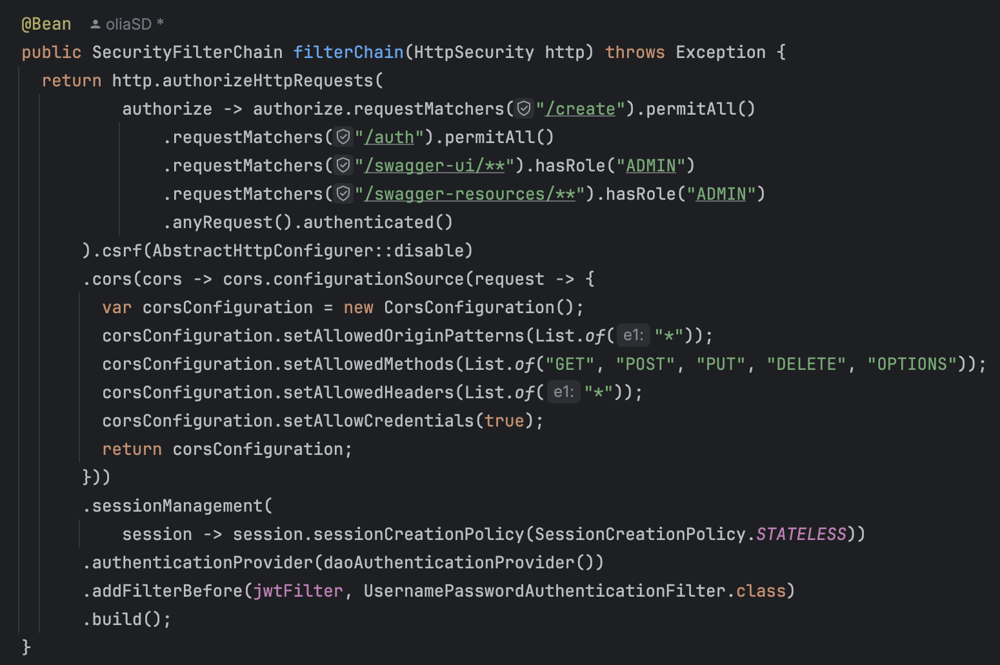 @Bean oliaSD *
public SecurityFilterChain filterChain(HttpSecurity http) throws Exception {
return http.authorizeHttpRequests(
authorize -> authorize.requestMatchers("/create").permitAll()
.requestMatchers("/auth").permitAll()
.requestMatchers("/swagger-ui/**").hasRole("ADMIN")
.requestMatchers("/swagger-resources/**").hasRole("ADMIN")
.anyRequest().authenticated()
).csrf(AbstractHttpConfigurer::disable)
.cors(cors -> cors.configurationSource(request -> {
var corsConfiguration = new CorsConfiguration();
corsConfiguration.setAllowedOriginPatterns(List.of( e1: "*"));
corsConfiguration.setAllowedMethods(List.of("GET", "POST", "PUT", "DELETE", "OPTIONS"));
corsConfiguration.setAllowedHeaders(List.of( e1: "*"));
corsConfiguration.setAllowCredentials(true);
return corsConfiguration;
}))
.sessionManagement(
session -> session.sessionCreationPolicy(SessionCreationPolicy.STATELESS))
.authenticationProvider(daoAuthenticationProvider())
.addFilterBefore(jwtFilter, UsernamePasswordAuthenticationFilter.class)
.build();
}